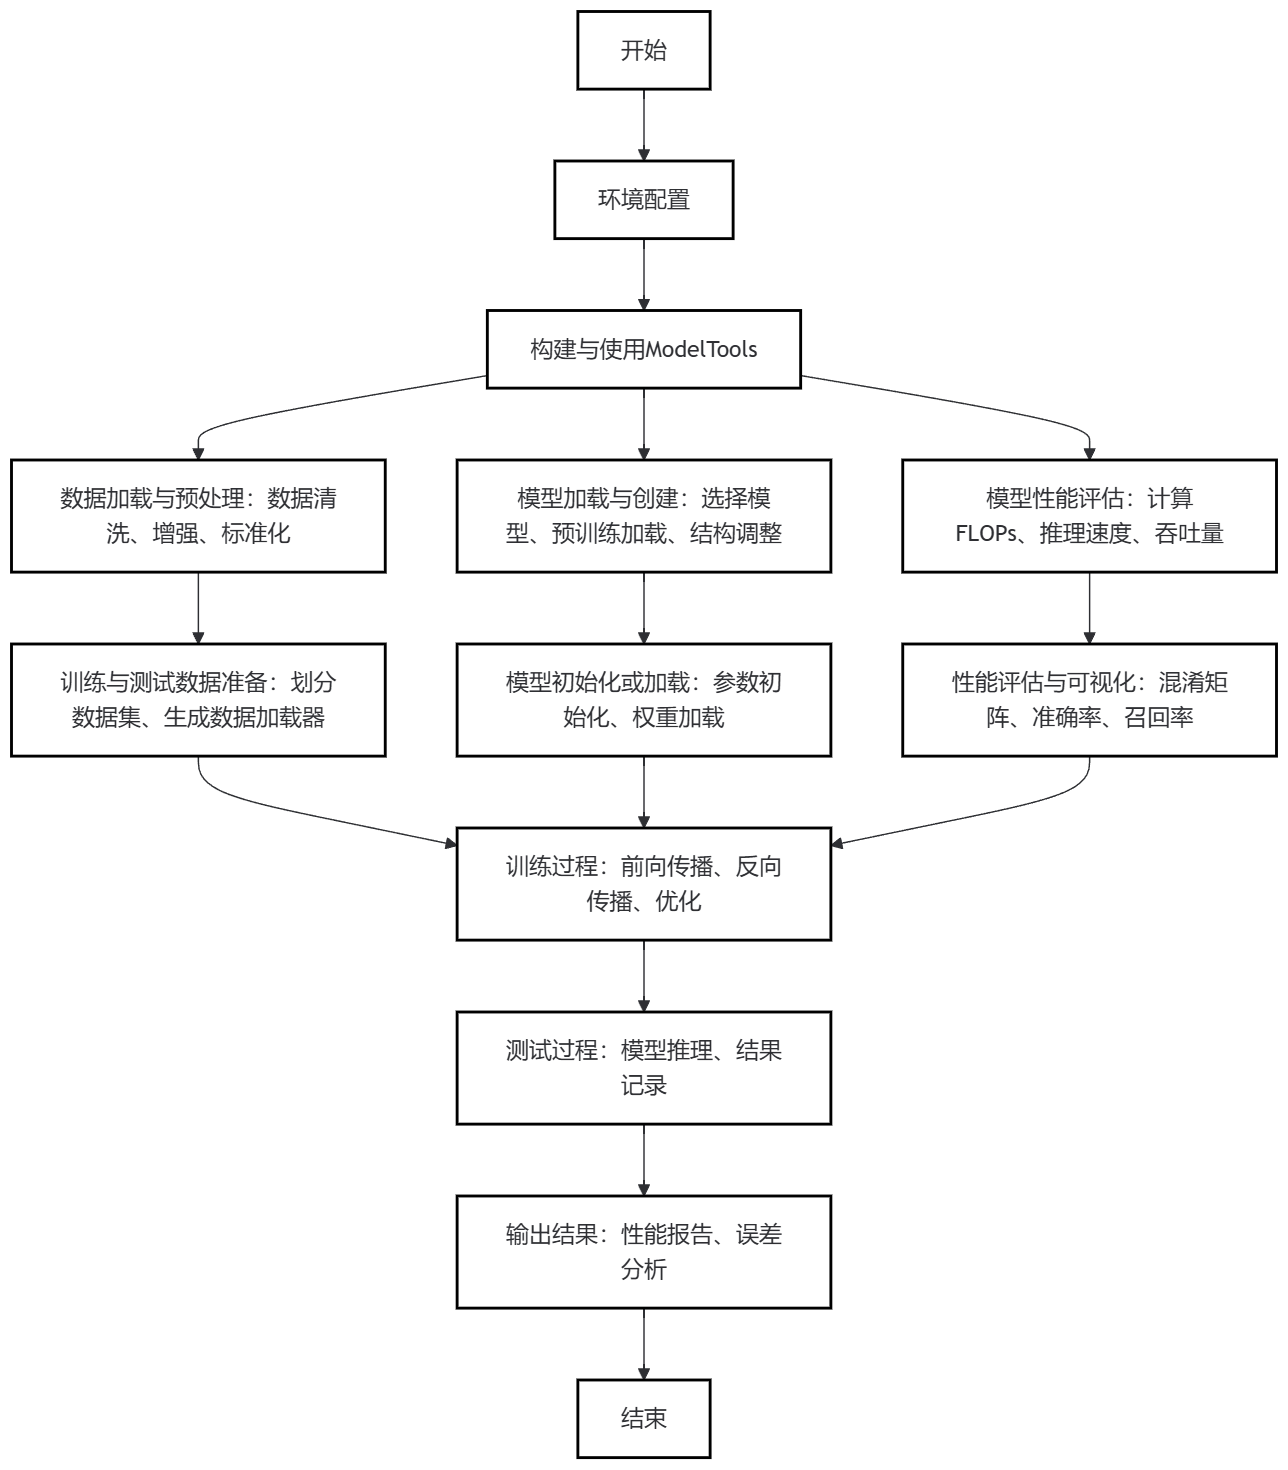 开始
环境配置
构建与使用ModelTools
数据加载与预处理：数据清
洗、增强、标准化
模型加载与创建：选择模
型、预训练加载、结构调整
模型性能评估：计算
FLOPs、推理速度、吞吐量
训练与测试数据准备：划分
数据集、生成数据加载器
模型初始化或加载：参数初
始化、权重加载
性能评估与可视化：混淆矩
阵、准确率、召回率
训练过程：前向传播、反向
传播、优化
测试过程：模型推理、结果
记录
输出结果：性能报告、误差
分析
结束